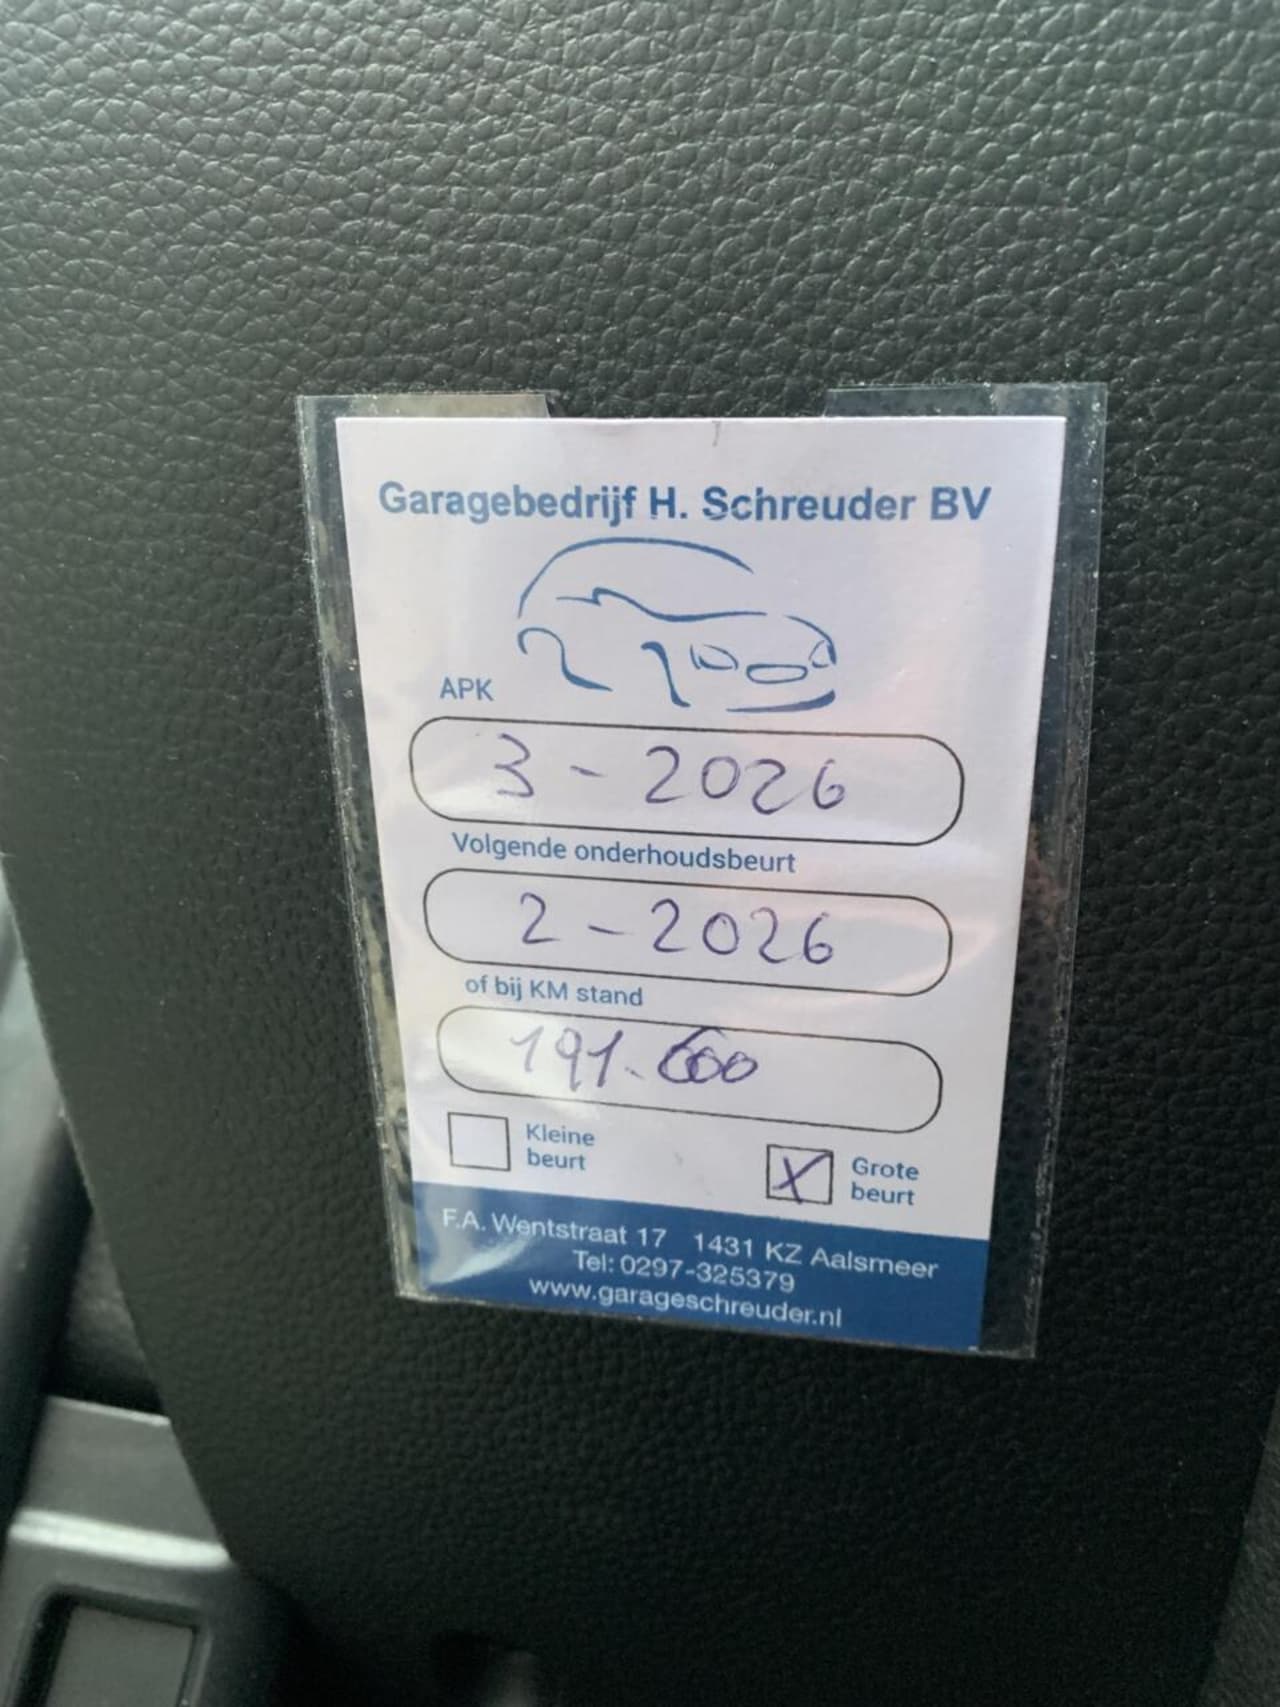 Garagebedrijf H. Schreuder BV
APK
3 - 2026
Volgende onderhoudsbeurt
2 - 2026
of bij KM stand
191.600
Kleine
beurt
X Grote
beurt
F.A. Wentstraat 17 1431 KZ Aalsmeer
Tel: 0297-325379
www.garageschreuder.nl